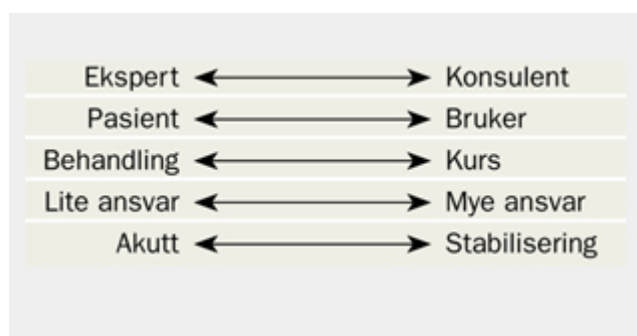 Ekspert Konsulent
Pasient Bruker
Behandling Kurs
Lite ansvar Mye ansvar
Akutt Stabilisering